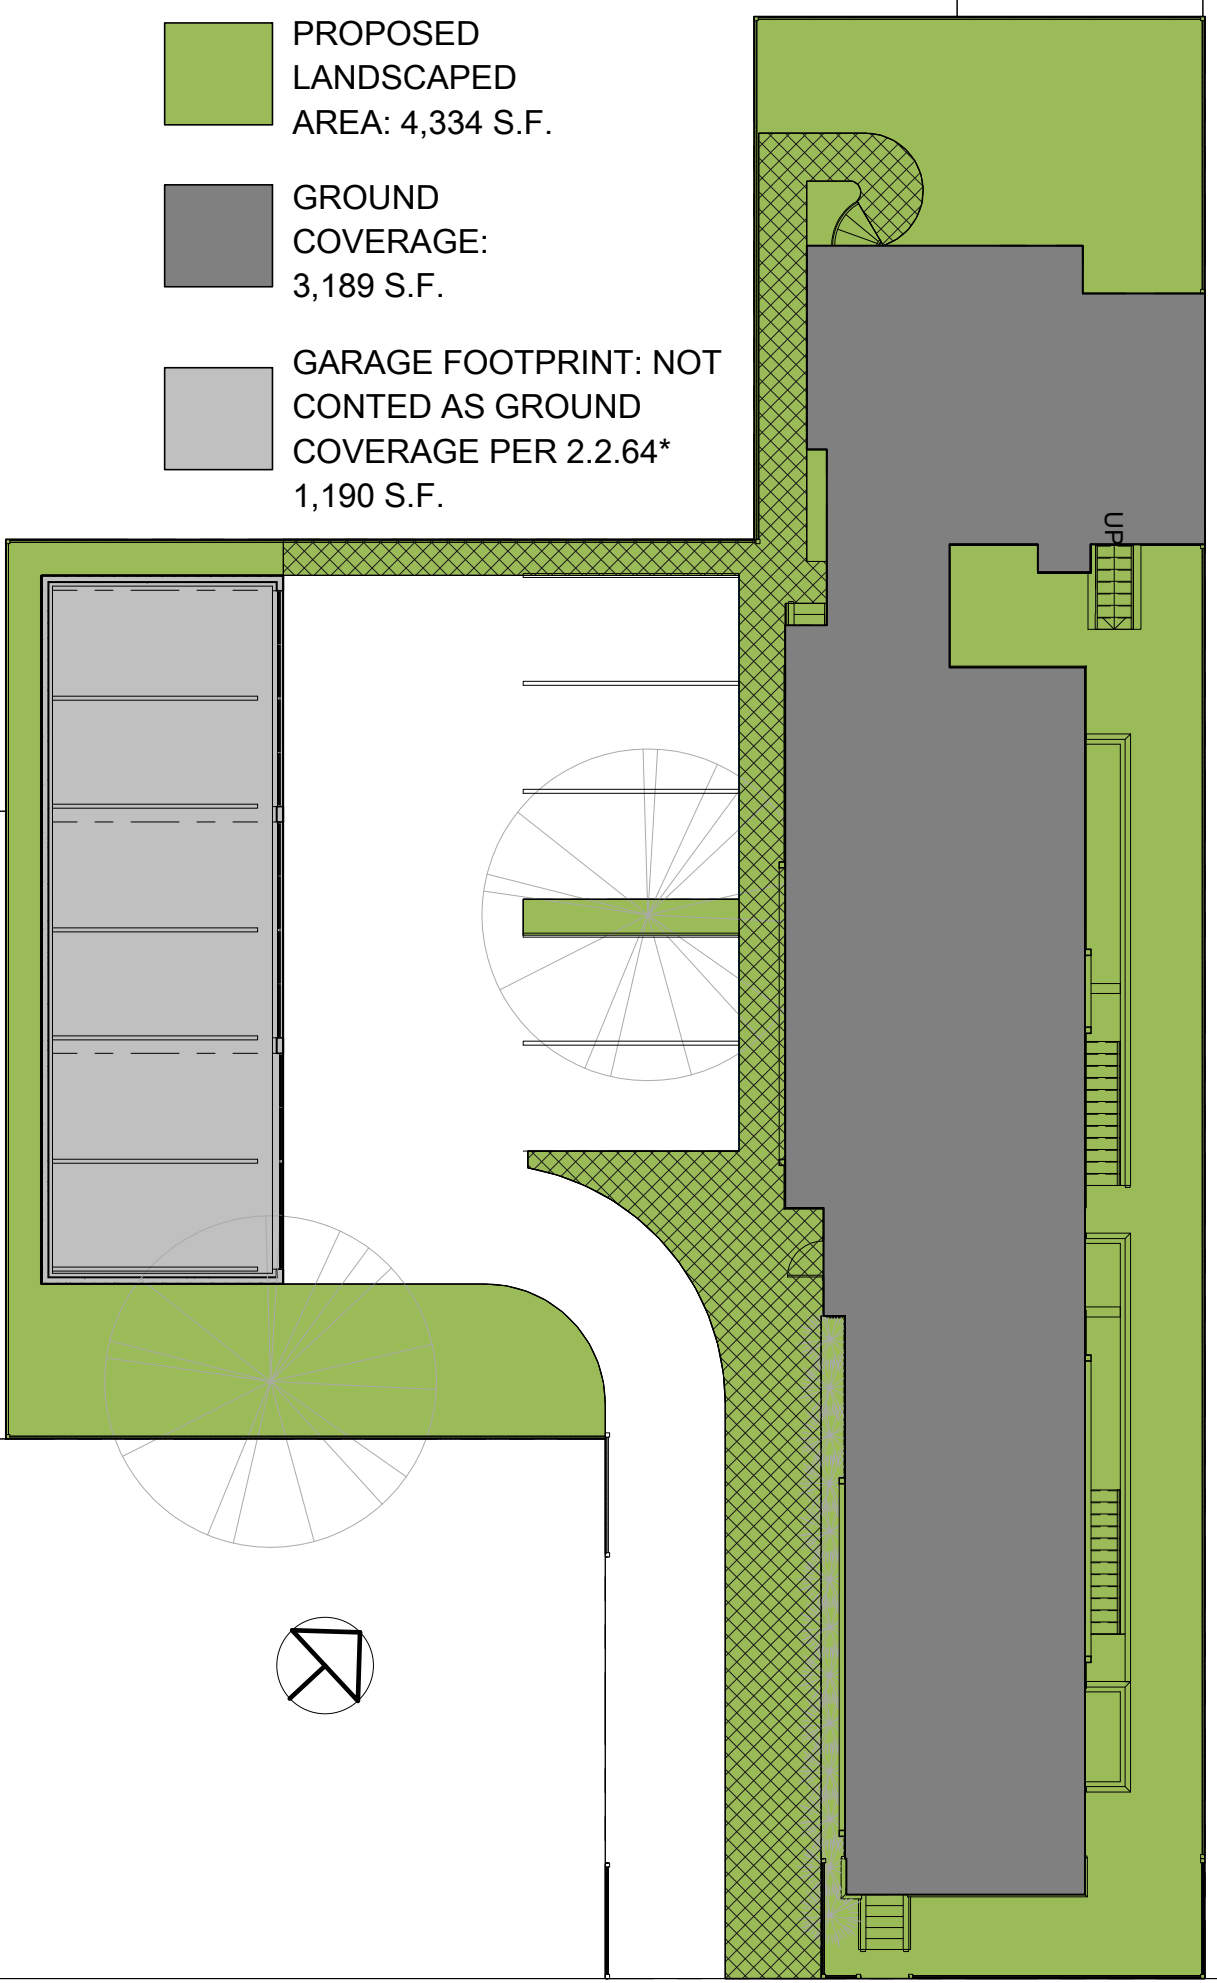 PROPOSED
LANDSCAPED
AREA: 4,334 S.F.
GROUND
COVERAGE:
3,189 S.F.
GARAGE FOOTPRINT: NOT
CONTED AS GROUND
COVERAGE PER 2.2.64*
1,190 S.F.
UP